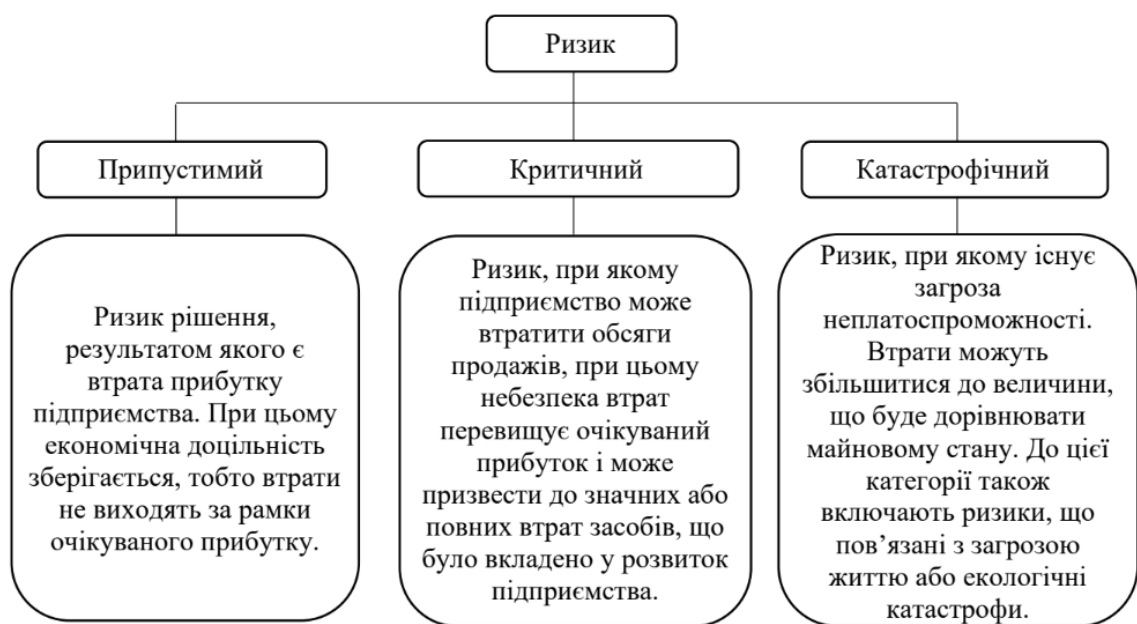 Ризик
Припустимий
Критичний
Катастрофічний
Ризик рішення,
результатом якого є
втрата прибутку
підприємства. При цьому
економічна доцільність
зберігається, тобто втрати
не виходять за рамки
очікуваного прибутку.
Ризик, при якому
підприємство може
втратити обсяги
продажів, при цьому
небезпека втрат
перевищує очікуваний
прибуток і може
призвести до значних або
повних втрат засобів, що
було вкладено у розвиток
підприємства.
Ризик, при якому існує
загроза
неплатоспроможності.
Втрати можуть
збільшитися до величини,
що буде дорівнювати
майновому стану. До цієї
категорії також
включають ризики, що
пов’язані з загрозою
життю або екологічні
катастрофи.